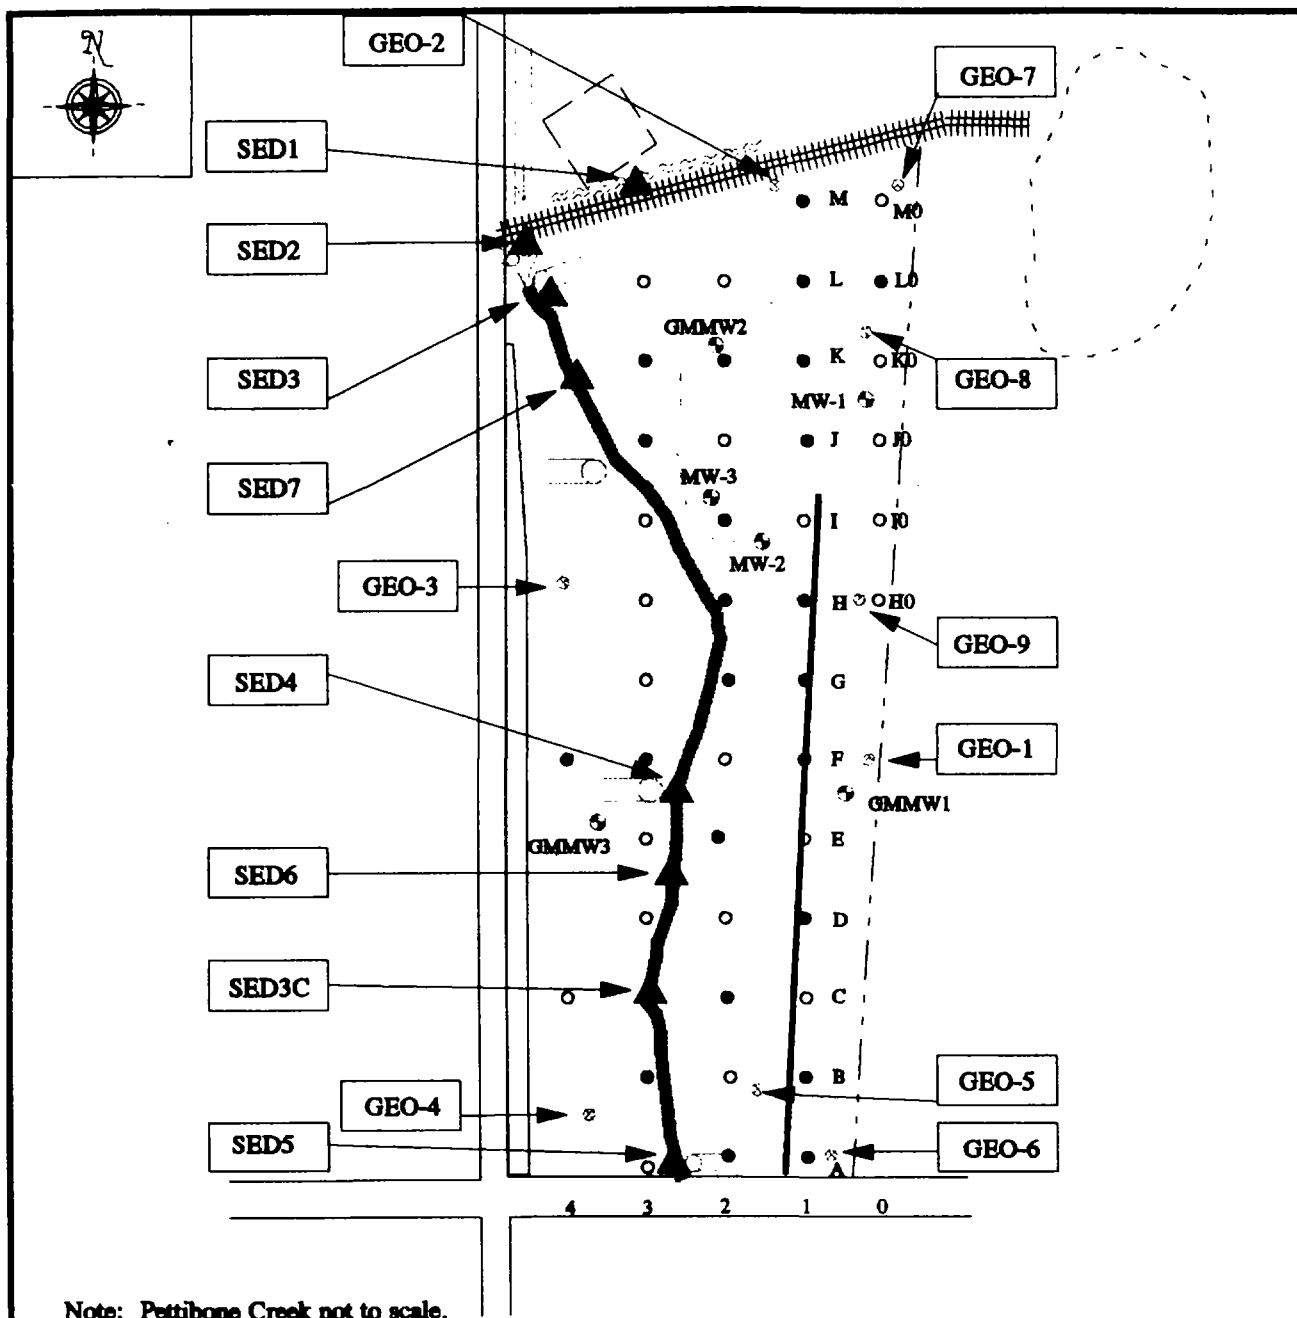 N
GEO-2
GEO-7
SED1
M
M0
SED2
L
L0
GMMW2
K
K0
SED3
GEO-8
MW-1
J
J0
SED7
MW-3
I
I0
MW-2
GEO-3
H
H0
GEO-9
SED4
G
F
GEO-1
GMMW1
GMMW3
E
SED6
D
SED3C
C
B
GEO-5
GEO-4
SED5
GEO-6
A
4 3 2 1 0
Note: Pettibone Creek not to scale.